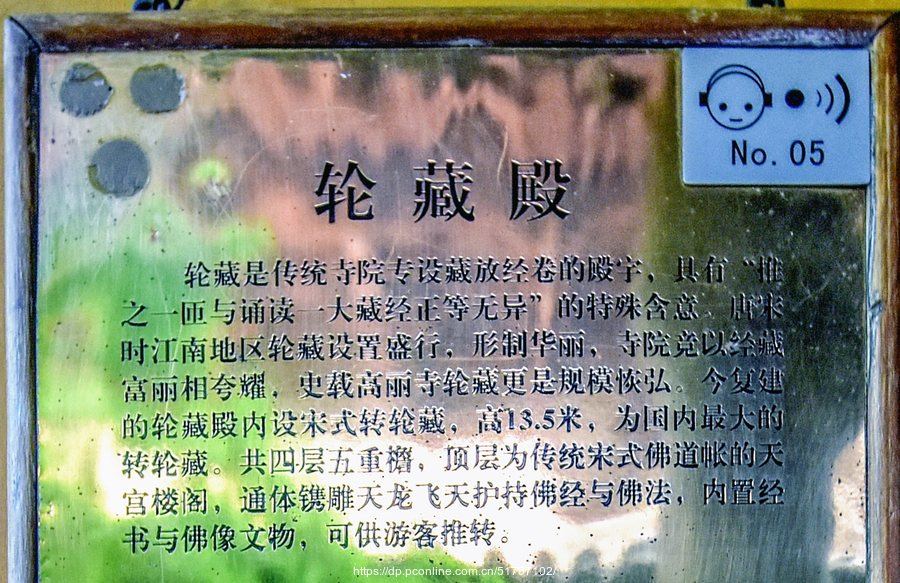 No. 05
轮藏殿
轮藏是传统寺院专设藏放经卷的殿宇，具有“推
之一匝与诵读一大藏经正等无异”的特殊含意。唐宋
时江南地区轮藏设置盛行，形制华丽，寺院竞以经藏
富丽相夸耀，史载高丽寺轮藏更是规模恢弘。今复建
的轮藏殿内设宋式转轮藏，高13.5米，为国内最大的
转轮藏。共四层五重檐，顶层为传统宋式佛道帐的天
宫楼阁，通体镌雕天龙飞天护持佛经与佛法，内置经
书与佛像文物，可供游客推转。
https://dp.pconline.com.cn/51787102/